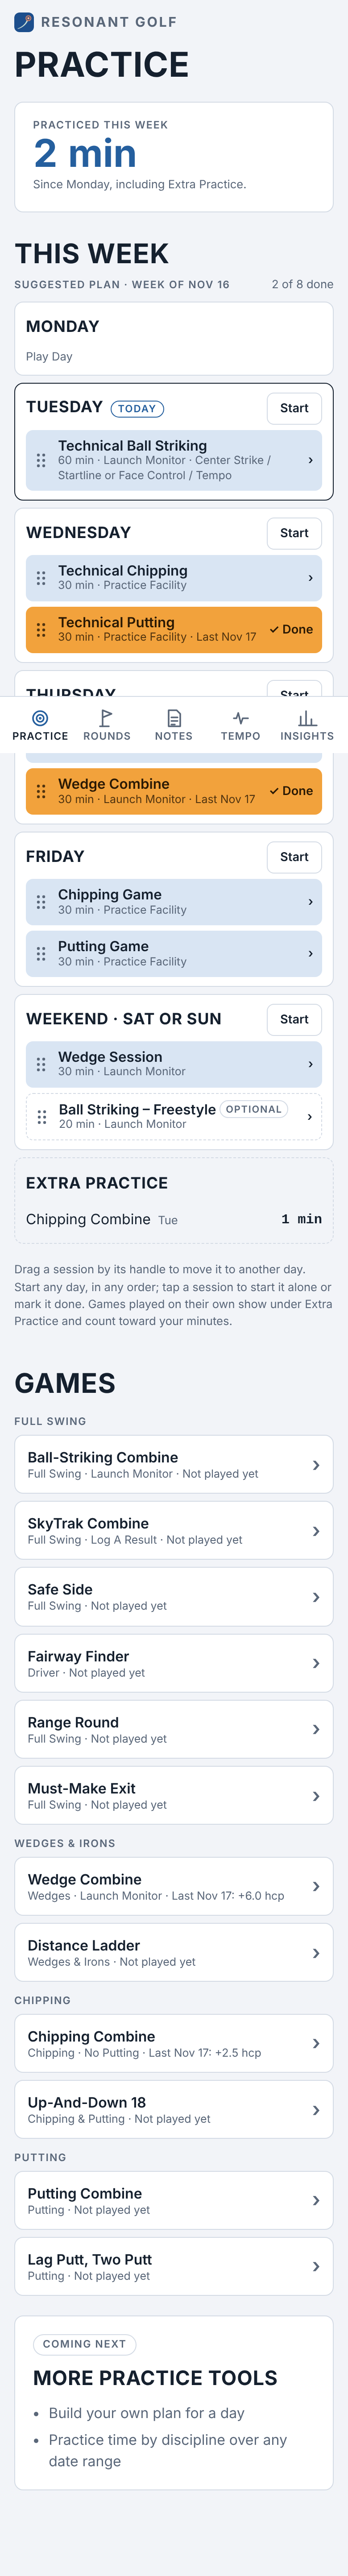 RESONANT GOLF
PRACTICE
PRACTICED THIS WEEK
2 min
Since Monday, including Extra Practice.
THIS WEEK
SUGGESTED PLAN · WEEK OF NOV 16
2 of 8 done
MONDAY
Play Day
TUESDAY
TODAY
Start
Technical Ball Striking
60 min · Launch Monitor · Center Strike /
Startline or Face Control / Tempo
›
WEDNESDAY
Start
Technical Chipping
30 min · Practice Facility
›
Technical Putting
30 min · Practice Facility · Last Nov 17
✓ Done
THURSDAY
Start
PRACTICE
ROUNDS
NOTES
TEMPO
INSIGHTS
Wedge Combine
30 min · Launch Monitor · Last Nov 17
✓ Done
FRIDAY
Start
Chipping Game
30 min · Practice Facility
›
Putting Game
30 min · Practice Facility
›
WEEKEND · SAT OR SUN
Start
Wedge Session
30 min · Launch Monitor
›
Ball Striking – Freestyle
OPTIONAL
20 min · Launch Monitor
›
EXTRA PRACTICE
Chipping Combine Tue
1 min
Drag a session by its handle to move it to another day.
Start any day, in any order; tap a session to start it alone or
mark it done. Games played on their own show under Extra
Practice and count toward your minutes.
GAMES
FULL SWING
Ball-Striking Combine
Full Swing · Launch Monitor · Not played yet
›
SkyTrak Combine
Full Swing · Log A Result · Not played yet
›
Safe Side
Full Swing · Not played yet
›
Fairway Finder
Driver · Not played yet
›
Range Round
Full Swing · Not played yet
›
Must-Make Exit
Full Swing · Not played yet
›
WEDGES & IRONS
Wedge Combine
Wedges · Launch Monitor · Last Nov 17: +6.0 hcp
›
Distance Ladder
Wedges & Irons · Not played yet
›
CHIPPING
Chipping Combine
Chipping · No Putting · Last Nov 17: +2.5 hcp
›
Up-And-Down 18
Chipping & Putting · Not played yet
›
PUTTING
Putting Combine
Putting · Not played yet
›
Lag Putt, Two Putt
Putting · Not played yet
›
COMING NEXT
MORE PRACTICE TOOLS
• Build your own plan for a day
• Practice time by discipline over any
date range